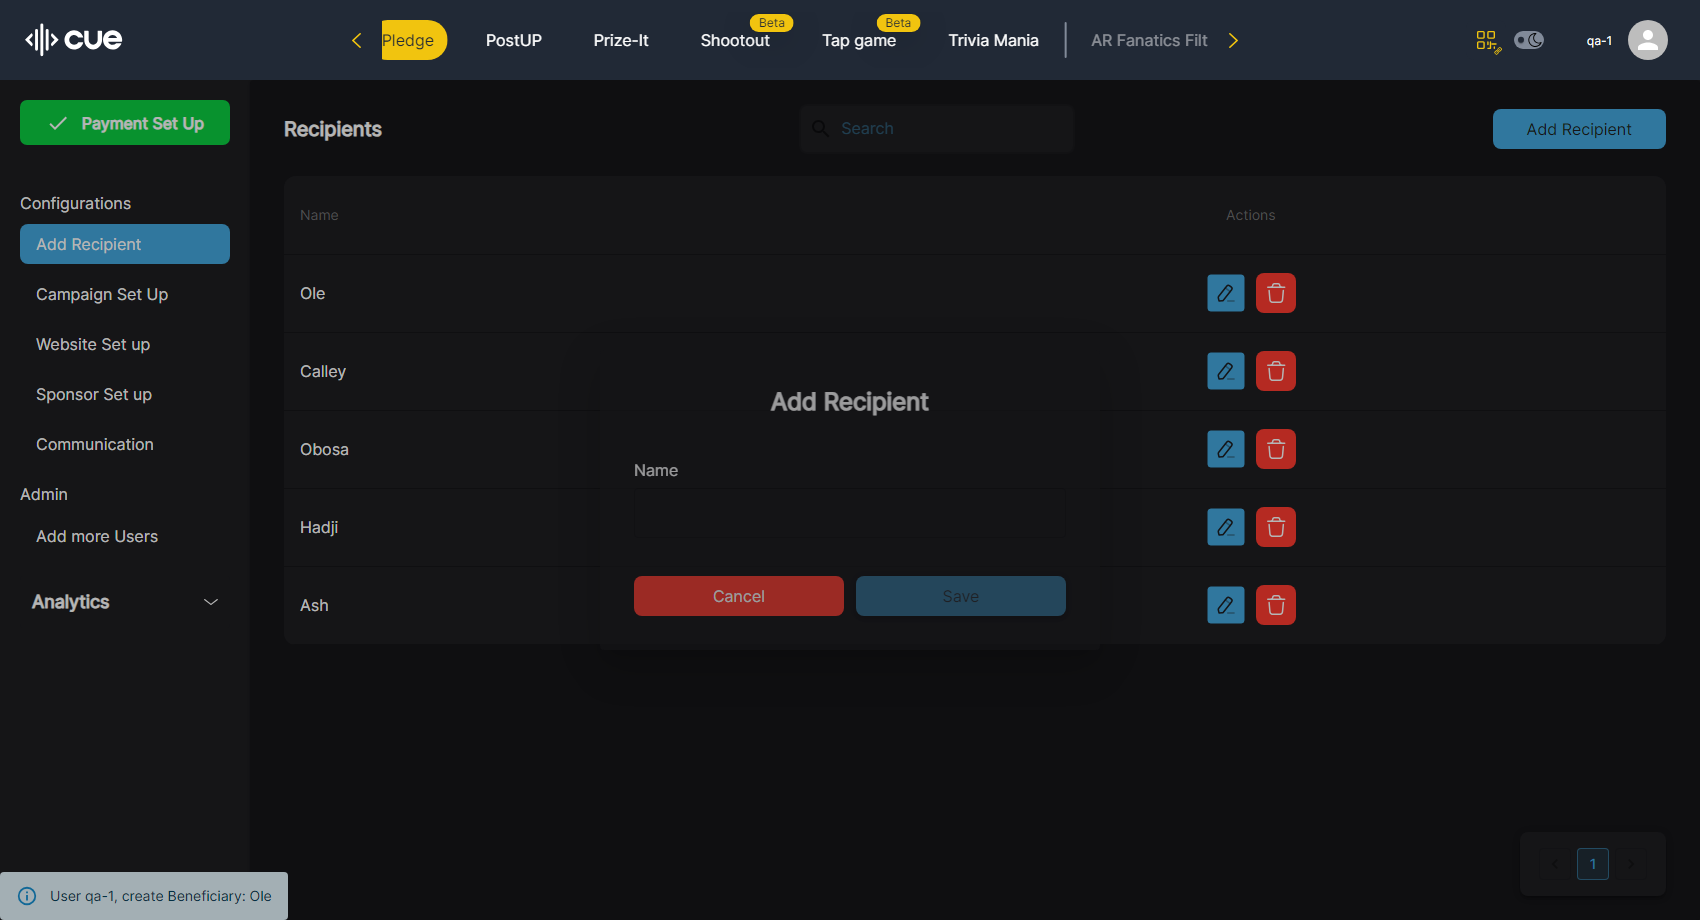 cue
Pledge
PostUP
Prize-It
Shootout
Beta
Tap game
Beta
Trivia Mania
AR Fanatics Filt
qa-1
Payment Set Up
Configurations
Add Recipient
Campaign Set Up
Website Set up
Sponsor Set up
Communication
Admin
Add more Users
Analytics
Recipients
Search
Add Recipient
Name
Actions
Ole
Calley
Obosa
Hadji
Ash
Add Recipient
Name
Cancel
Save
1
User qa-1, create Beneficiary: Ole